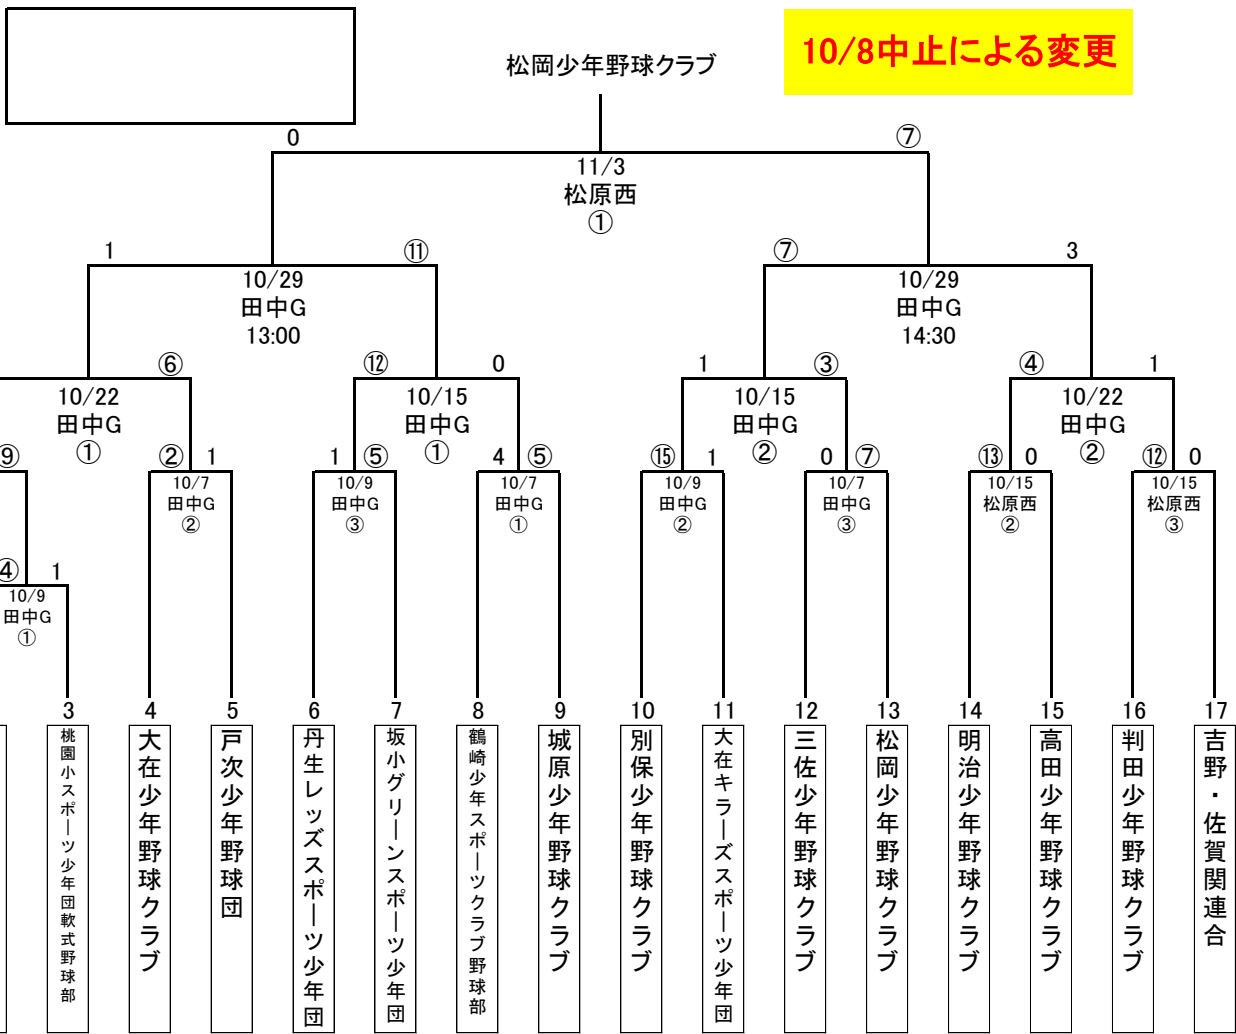 松岡少年野球クラブ
10/8中止による変更
0
⑦
11/3
松原西
①
1
⑪
⑦
3
10/29
田中G
13:00
10/29
田中G
14:30
⑥
⑫
0
1
③
④
1
10/22
田中G
①
10/15
田中G
①
10/15
田中G
②
10/22
田中G
②
⑨
②
1
1
⑤
4
⑤
⑮
1
0
⑦
⑬
0
⑫
0
10/7
田中G
②
10/9
田中G
③
10/7
田中G
①
10/9
田中G
②
10/7
田中G
③
10/15
松原西
②
10/15
松原西
③
④
1
10/9
田中G
①
3
4
5
6
7
8
9
10
11
12
13
14
15
16
17
桃園小スポーツ少年団軟式野球部
大在少年野球クラブ
戸次少年野球団
丹生レッズスポーツ少年団
坂小グリーンスポーツ少年団
鶴崎少年スポーツクラブ野球部
城原少年野球クラブ
別保少年野球クラブ
大在キラーズスポーツ少年団
三佐少年野球クラブ
松岡少年野球クラブ
明治少年野球クラブ
高田少年野球クラブ
判田少年野球クラブ
吉野・佐賀関連合